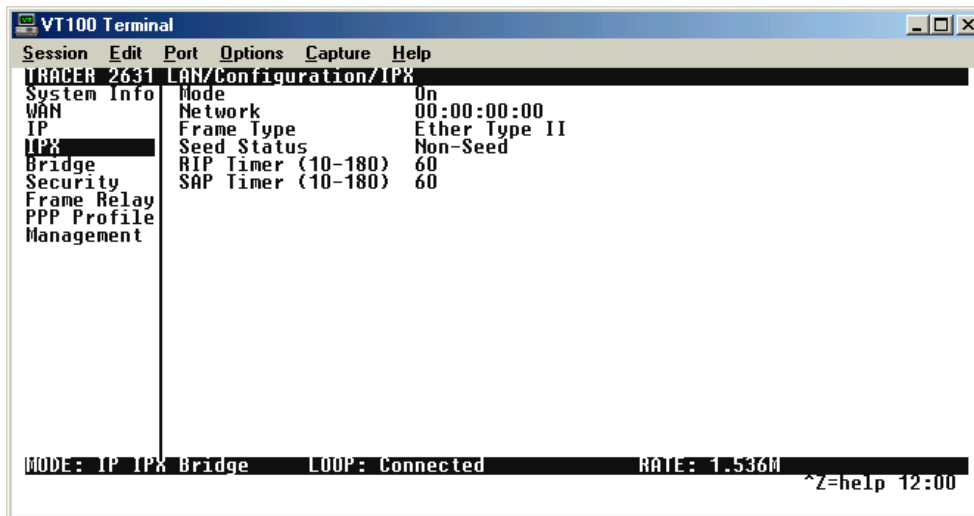 VT100 Terminal
Session Edit Port Options Capture Help
TRACER 2631 LAN/Configuration/IPX
System Info Mode On
WAN Network 00:00:00:00
IP Frame Type Ether Type II
IPX Seed Status Non-Seed
Bridge RIP Timer (10-180) 60
Security SAP Timer (10-180) 60
Frame Relay
PPP Profile
Management
MODE: IP IPX Bridge LOOP: Connected RATE: 1.536M
^Z=help 12:00